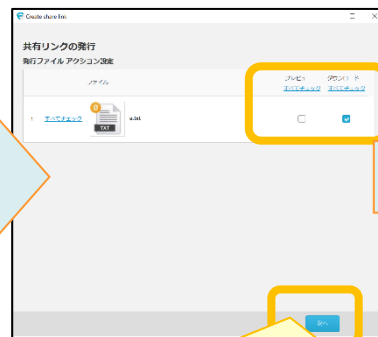 Create share link
共有リンクの発行
発行ファイル アクション設定
ファイル
プレビュー ダウンロード
すべてチェック すべてチェック
1 すべてチェック TXT a.txt
次へ